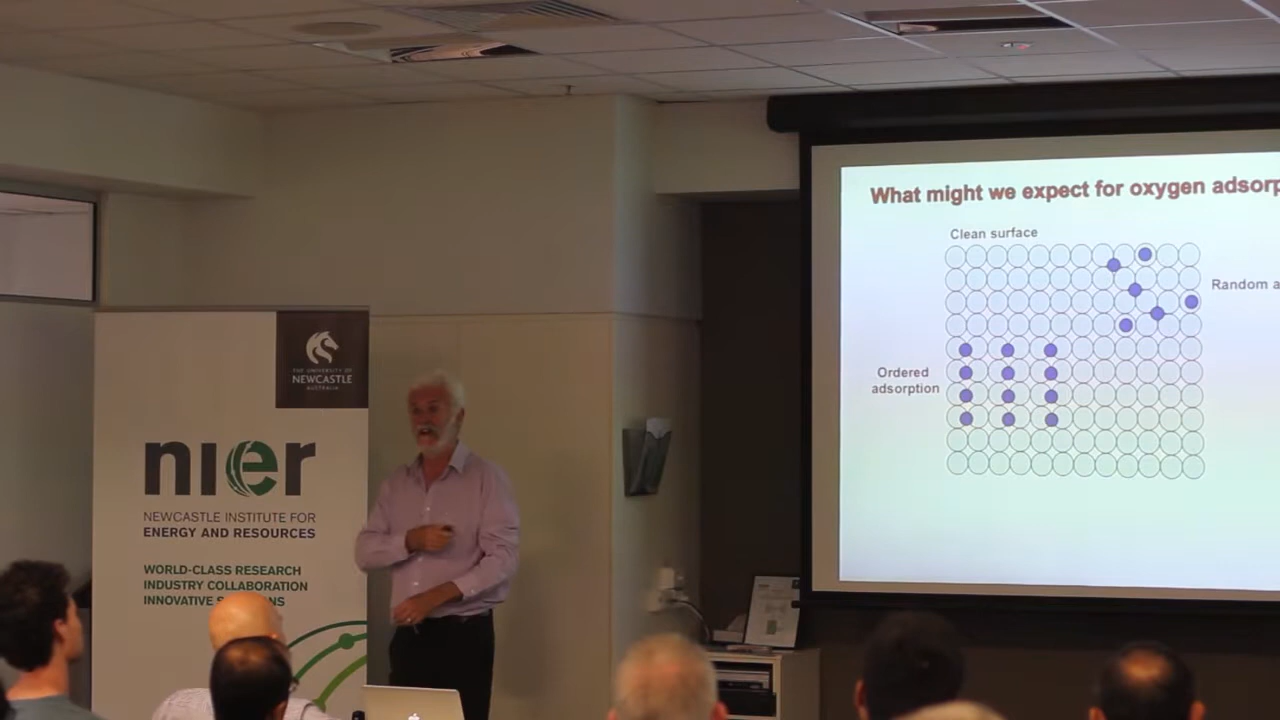 What might we expect for oxygen adsorp
Clean surface
Random a
Ordered
adsorption
THE UNIVERSITY OF
NEWCASTLE
AUSTRALIA
nier
NEWCASTLE INSTITUTE FOR
ENERGY AND RESOURCES
WORLD-CLASS RESEARCH
INDUSTRY COLLABORATION
INNOVATIVE